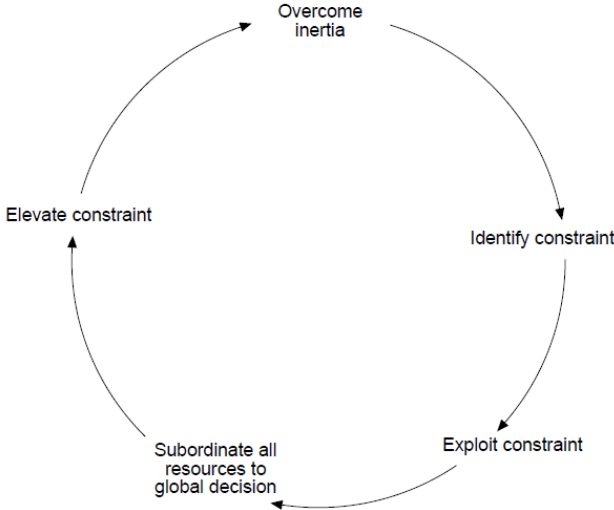 Overcome
inertia
Identify constraint
Exploit constraint
Subordinate all
resources to
global decision
Elevate constraint